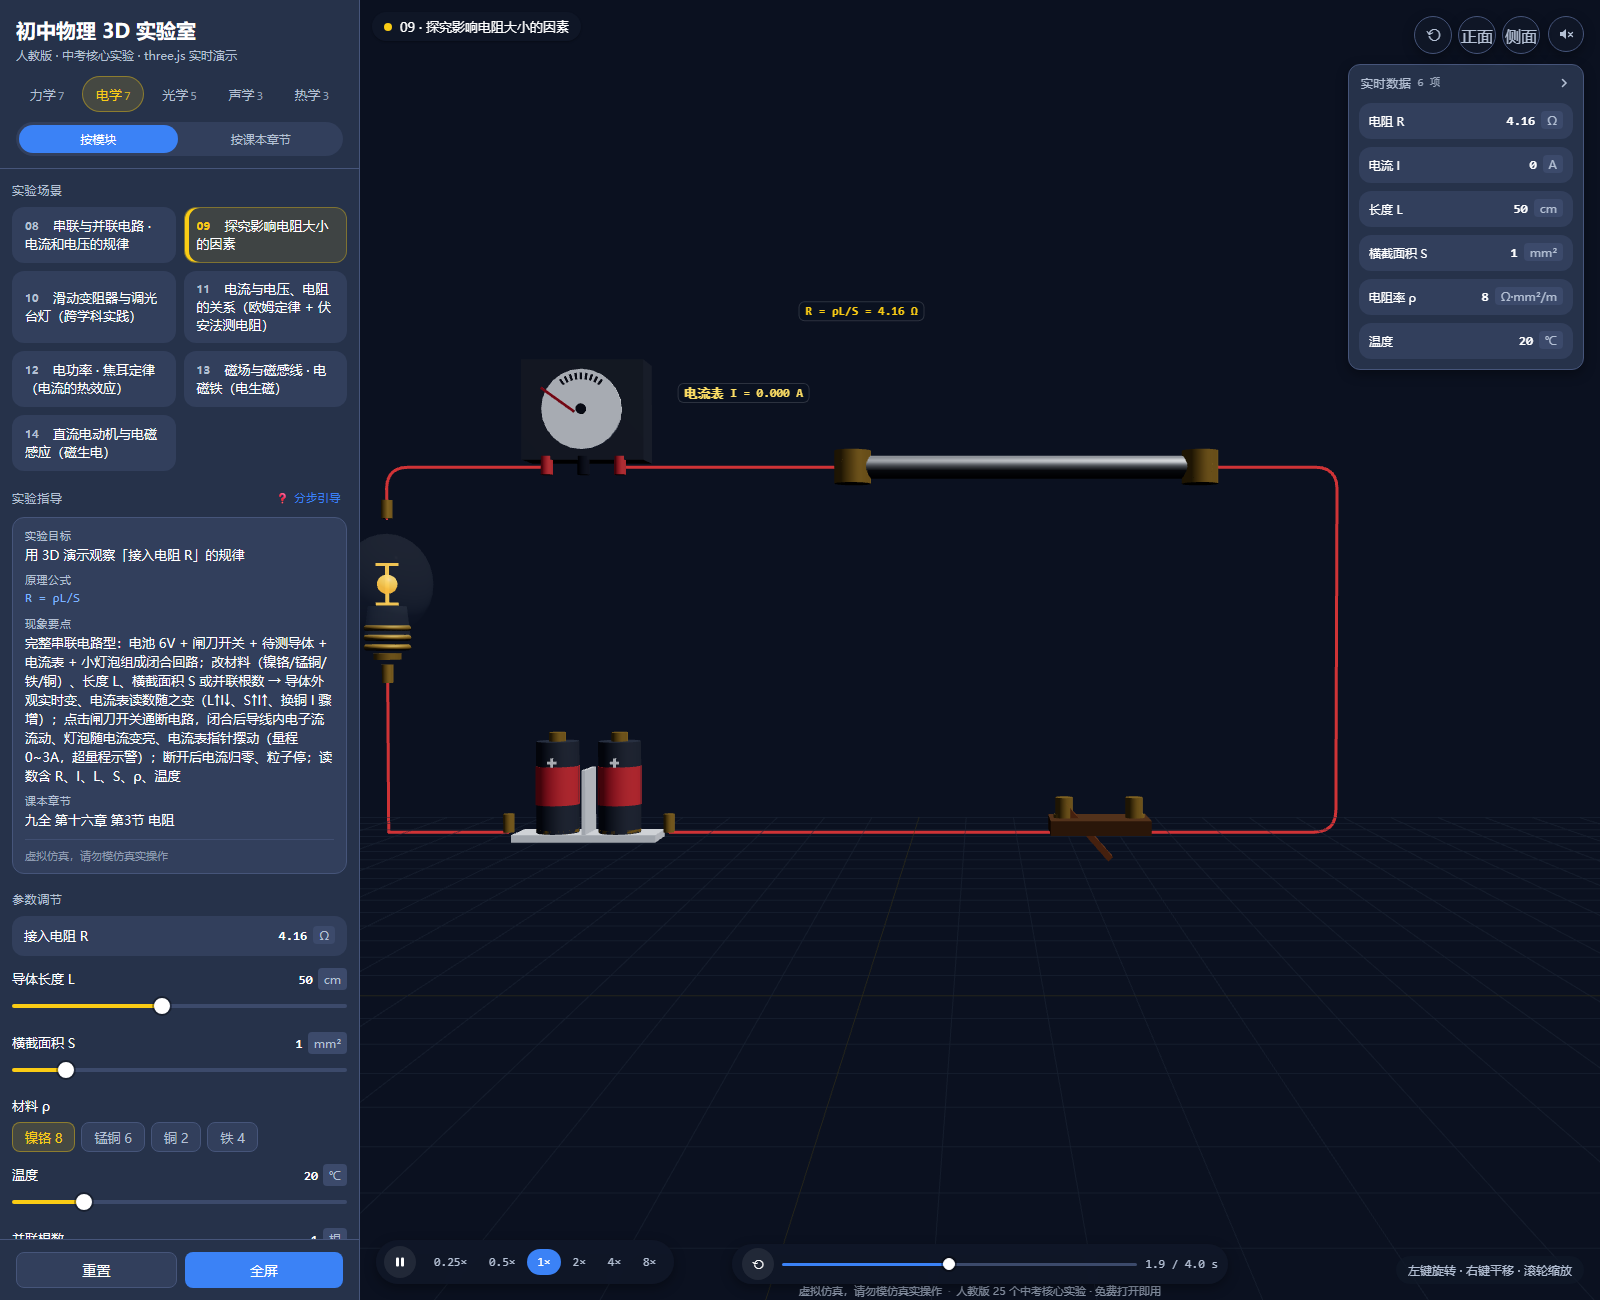 初中物理 3D 实验室
人教版 · 中考核心实验 · three.js 实时演示
力学 7
电学 7
光学 5
声学 3
热学 3
按模块
按课本章节
实验场景
08 串联与并联电路 ·
电流和电压的规律
09 探究影响电阻大小
的因素
10 滑动变阻器与调光
台灯（跨学科实践）
11 电流与电压、电阻
的关系（欧姆定律 + 伏
安法测电阻）
12 电功率 · 焦耳定律
（电流的热效应）
13 磁场与磁感线 · 电
磁铁（电生磁）
14 直流电动机与电磁
感应（磁生电）
实验指导
❓ 分步引导
实验目标
用 3D 演示观察「接入电阻 R」的规律
原理公式
R = ρL/S
现象要点
完整串联电路型：电池 6V + 闸刀开关 + 待测导体 +
电流表 + 小灯泡组成闭合回路；改材料（镍铬/锰铜/
铁/铜）、长度 L、横截面积 S 或并联根数 → 导体外
观实时变、电流表读数随之变（L↑I↓、S↑I↑、换铜 I 骤
增）；点击闸刀开关通断电路，闭合后导线内电子流
流动、灯泡随电流变亮、电流表指针摆动（量程
0~3A，超量程示警）；断开后电流归零、粒子停；读
数含 R、I、L、S、ρ、温度
课本章节
九全 第十六章 第3节 电阻
虚拟仿真，请勿模仿真实操作
参数调节
接入电阻 R 4.16 Ω
导体长度 L 50 cm
横截面积 S 1 mm²
材料 ρ
镍铬 8
锰铜 6
铜 2
铁 4
温度 20 ℃
并联根数 1 根
重置
全屏
09 · 探究影响电阻大小的因素
正面
侧面
实时数据 6 项
电阻 R 4.16 Ω
电流 I 0 A
长度 L 50 cm
横截面积 S 1 mm²
电阻率 ρ 8 Ω·mm²/m
温度 20 ℃
R = ρL/S = 4.16 Ω
电流表 I = 0.000 A
0.25×
0.5×
1×
2×
4×
8×
1.9 / 4.0 s
左键旋转 · 右键平移 · 滚轮缩放
虚拟仿真，请勿模仿真实操作 · 人教版 25 个中考核心实验 · 免费打开即用